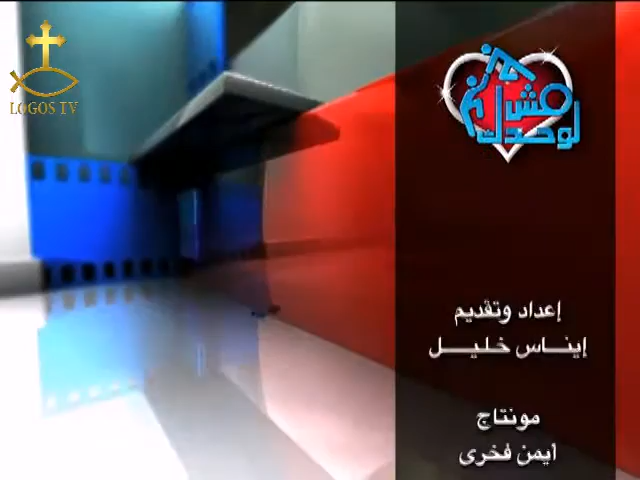 LOGOS TV
مش
لوحدك
إعداد وتقديم
إيناس خليل
مونتاج
أيمن فخرى